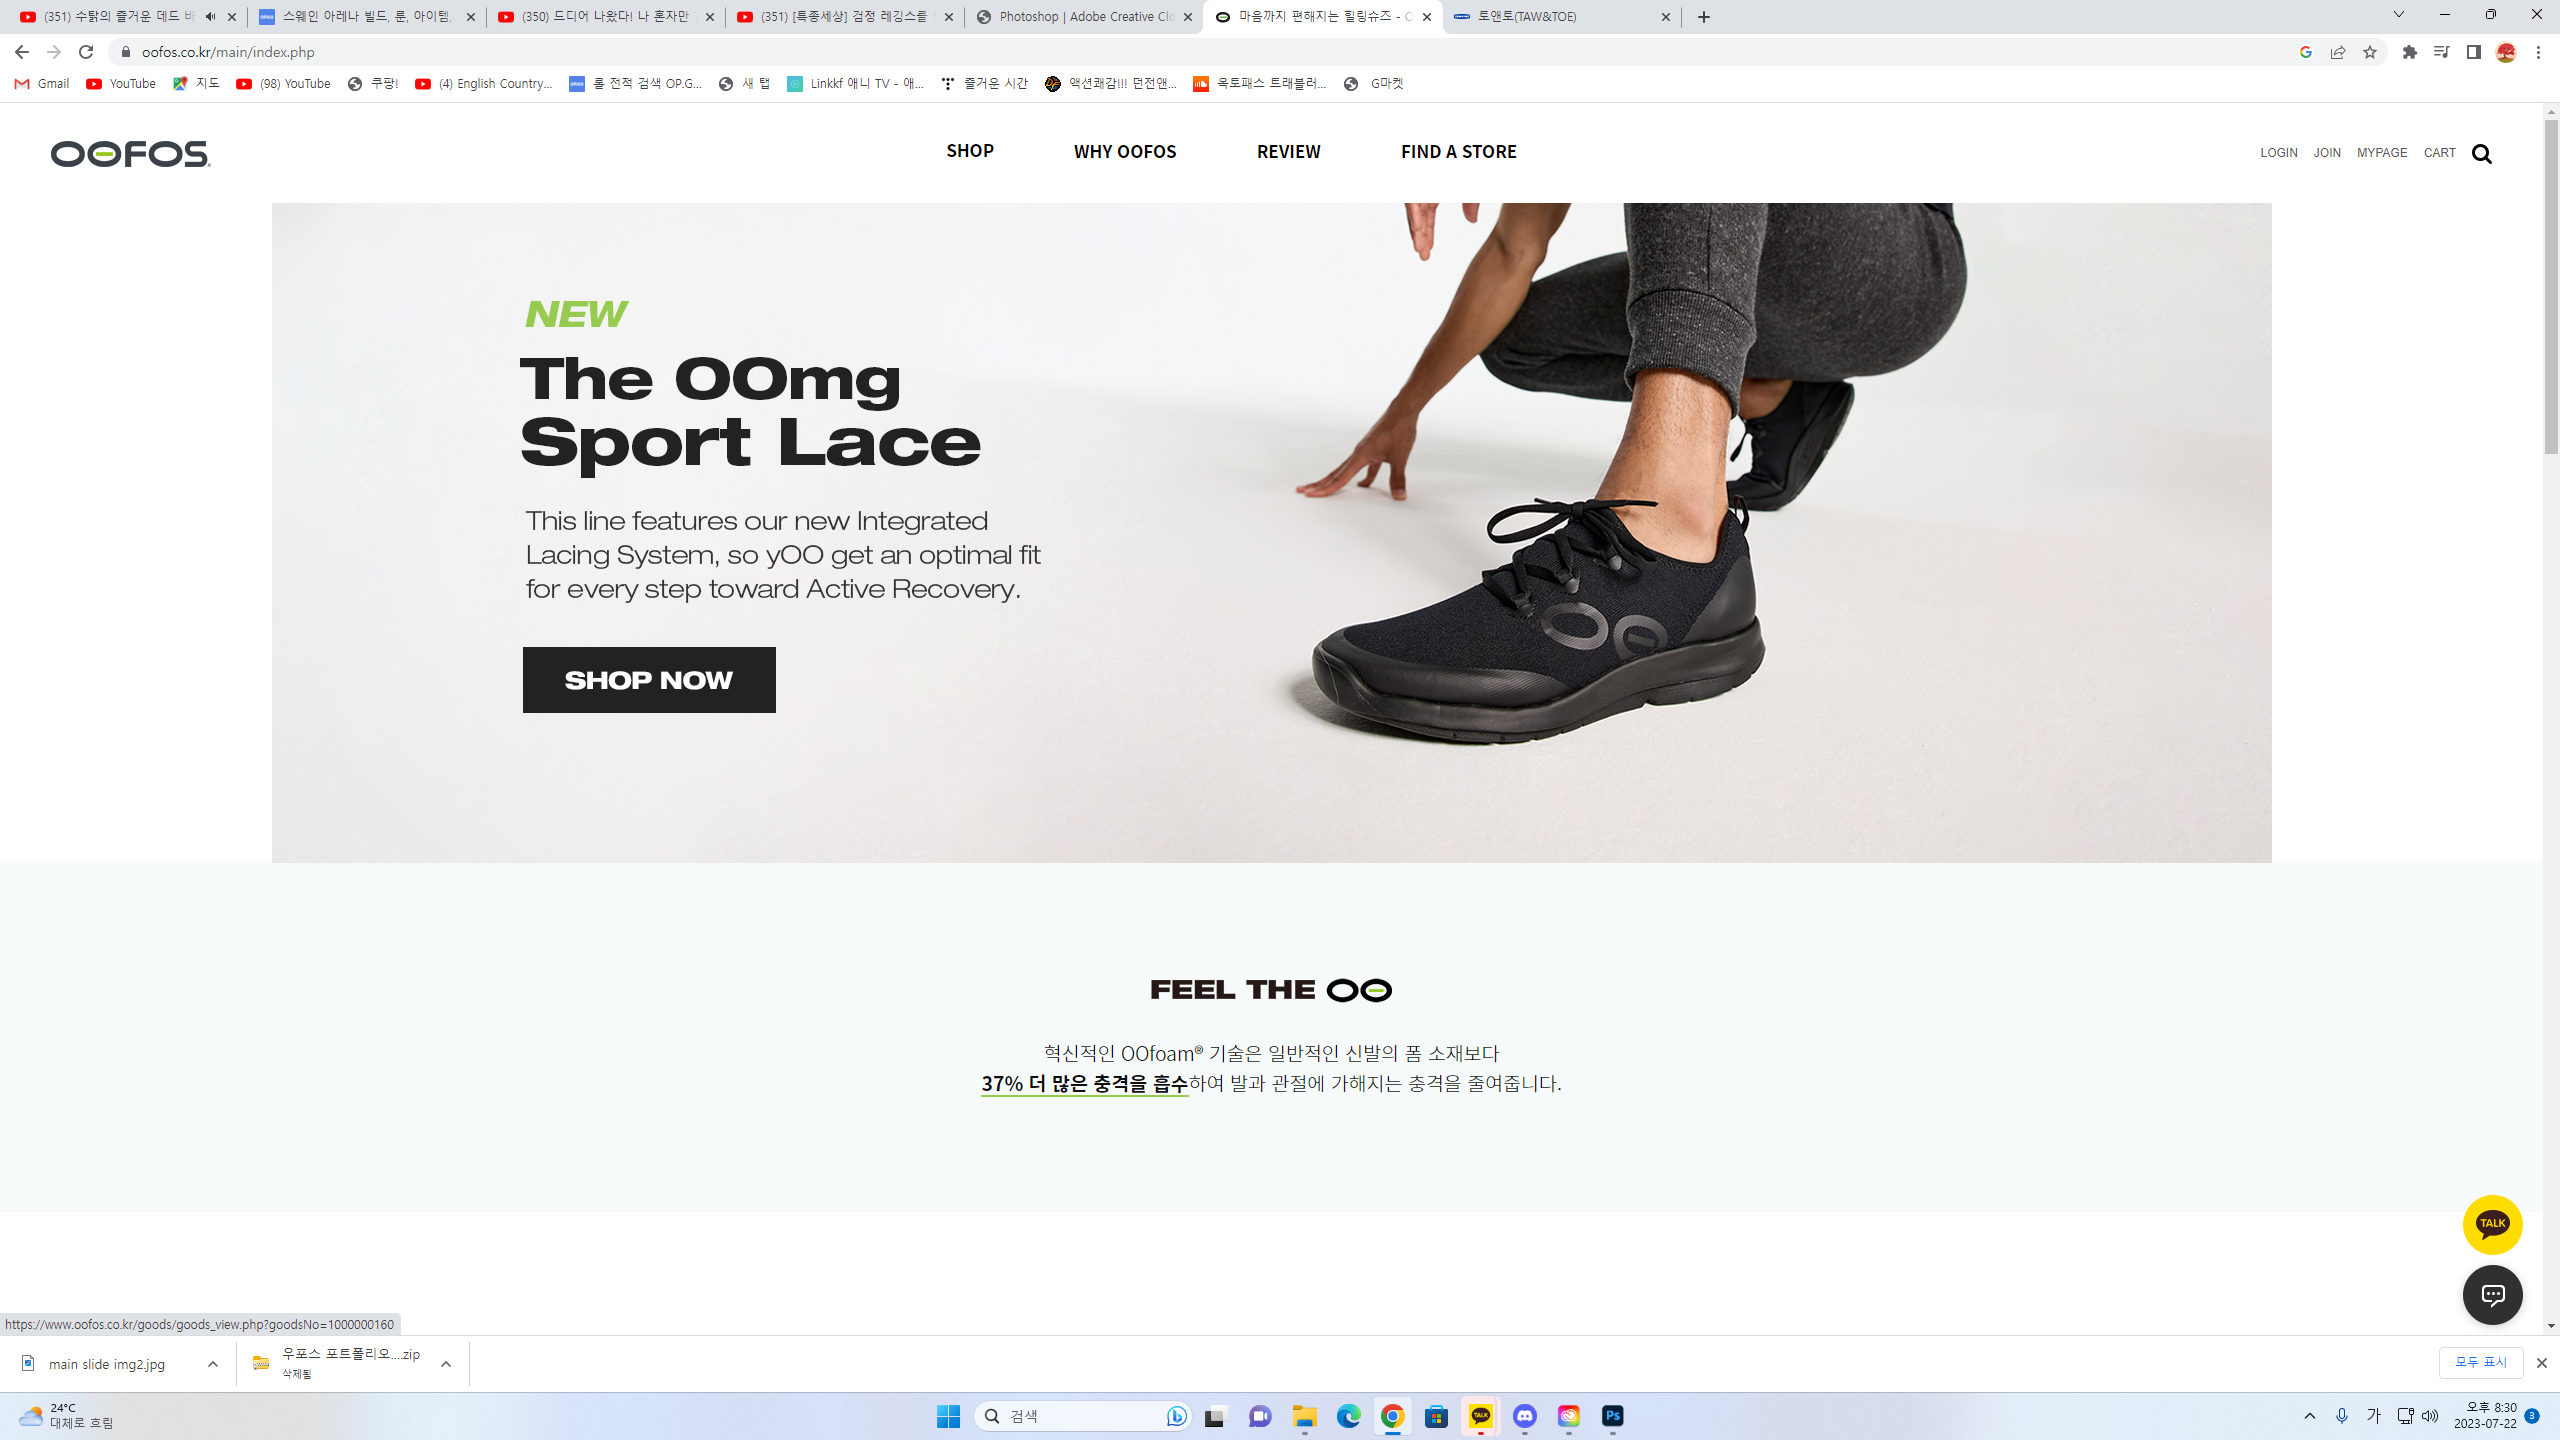 (351) 수탉의 즐거운 데드 바
스웨인 아레나 빌드, 룬, 아이템,
(350) 드디어 나왔다! 나 혼자만
(351) [특종세상] 검정 레깅스를
Photoshop | Adobe Creative Clo
마음까지 편해지는 힐링슈즈 - O
토앤토(TAW&TOE)
oofos.co.kr/main/index.php
Gmail
YouTube
지도
(98) YouTube
쿠팡!
(4) English Country...
롤 전적 검색 OP.G...
새 탭
Linkkf 애니 TV - 애...
즐거운 시간
액션쾌감!!! 던전앤...
옥토패스 트래블러...
G마켓
OOFOS
SHOP
WHY OOFOS
REVIEW
FIND A STORE
LOGIN
JOIN
MYPAGE
CART
NEW
The OOmg
Sport Lace
This line features our new Integrated
Lacing System, so yOO get an optimal fit
for every step toward Active Recovery.
SHOP NOW
FEEL THE OO
혁신적인 OOfoam® 기술은 일반적인 신발의 폼 소재보다
37% 더 많은 충격을 흡수하여 발과 관절에 가해지는 충격을 줄여줍니다.
TALK
https://www.oofos.co.kr/goods/goods_view.php?goodsNo=1000000160
main slide img2.jpg
우포스 포트폴리오....zip
삭제됨
모두 표시
24°C
대체로 흐림
검색
TALK
Ps
가
오후 8:30
2023-07-22
3